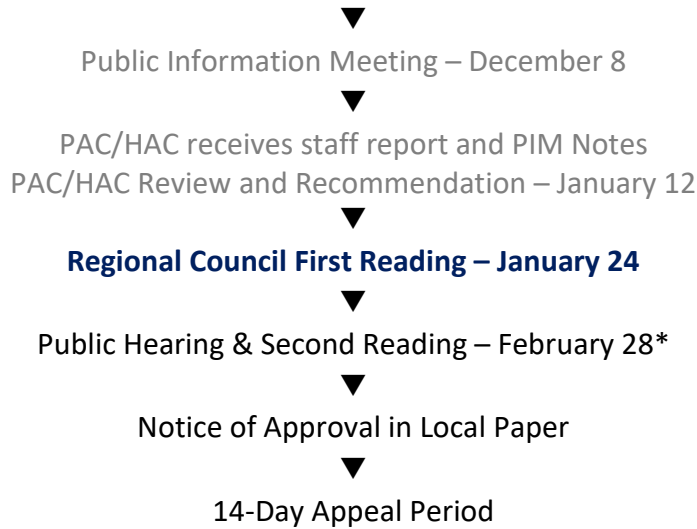 Public Information Meeting – December 8
PAC/HAC receives staff report and PIM Notes
PAC/HAC Review and Recommendation – January 12
Regional Council First Reading – January 24
Public Hearing & Second Reading – February 28*
Notice of Approval in Local Paper
14-Day Appeal Period